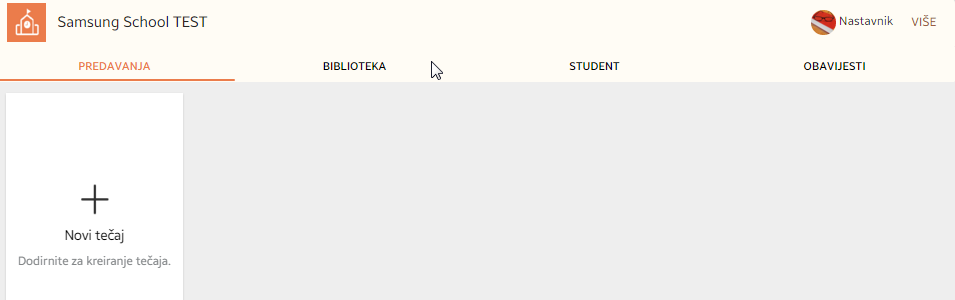 Samsung School TEST
Nastavnik VIŠE
PREDAVANJA BIBLIOTEKA STUDENT OBAVIJESTI
Novi tečaj
Dodirnite za kreiranje tečaja.